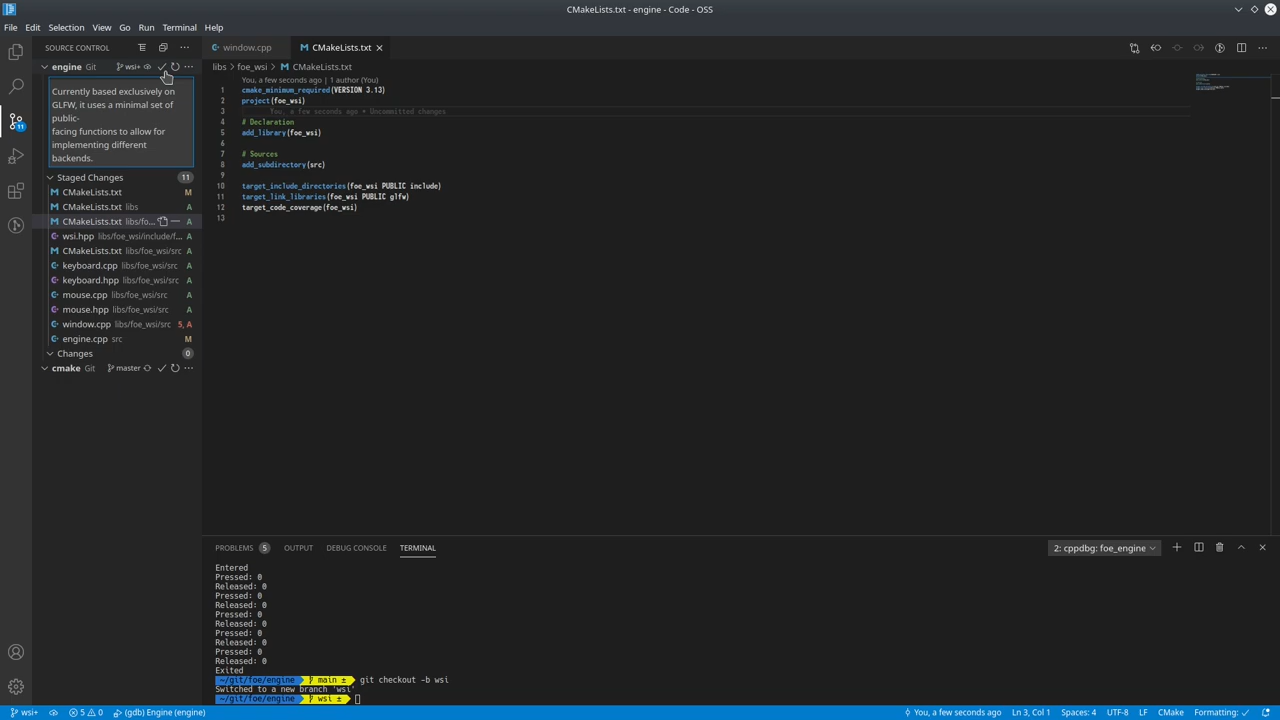 CMakeLists.txt - engine - Code - OSS
File Edit Selection View Go Run Terminal Help
SOURCE CONTROL
window.cpp
CMakeLists.txt
engine Git
wsi+
libs > foe_wsi > CMakeLists.txt
Currently based exclusively on
GLFW, it uses a minimal set of
public-
facing functions to allow for
implementing different
backends.
Staged Changes 11
CMakeLists.txt M
CMakeLists.txt libs A
CMakeLists.txt libs/fo... A
wsi.hpp libs/foe_wsi/include/f... A
CMakeLists.txt libs/foe_wsi/src A
keyboard.cpp libs/foe_wsi/src A
keyboard.hpp libs/foe_wsi/src A
mouse.cpp libs/foe_wsi/src A
mouse.hpp libs/foe_wsi/src A
window.cpp libs/foe_wsi/src 5, A
engine.cpp src M
Changes 0
cmake Git master
11
You, a few seconds ago | 1 author (You)
1 cmake_minimum_required(VERSION 3.13)
2 project(foe_wsi)
3 You, a few seconds ago • Uncommitted changes
4 # Declaration
5 add_library(foe_wsi)
6
7 # Sources
8 add_subdirectory(src)
9
10 target_include_directories(foe_wsi PUBLIC include)
11 target_link_libraries(foe_wsi PUBLIC glfw)
12 target_code_coverage(foe_wsi)
13
PROBLEMS 5 OUTPUT DEBUG CONSOLE TERMINAL
2: cppdbg: foe_engine
Entered
Pressed: 0
Released: 0
Pressed: 0
Released: 0
Pressed: 0
Released: 0
Pressed: 0
Released: 0
Pressed: 0
Released: 0
Exited
~/git/foe/engine main ± git checkout -b wsi
Switched to a new branch 'wsi'
~/git/foe/engine wsi ±
wsi+ 5 0 (gdb) Engine (engine)
You, a few seconds ago Ln 3, Col 1 Spaces: 4 UTF-8 LF CMake Formatting: ✓